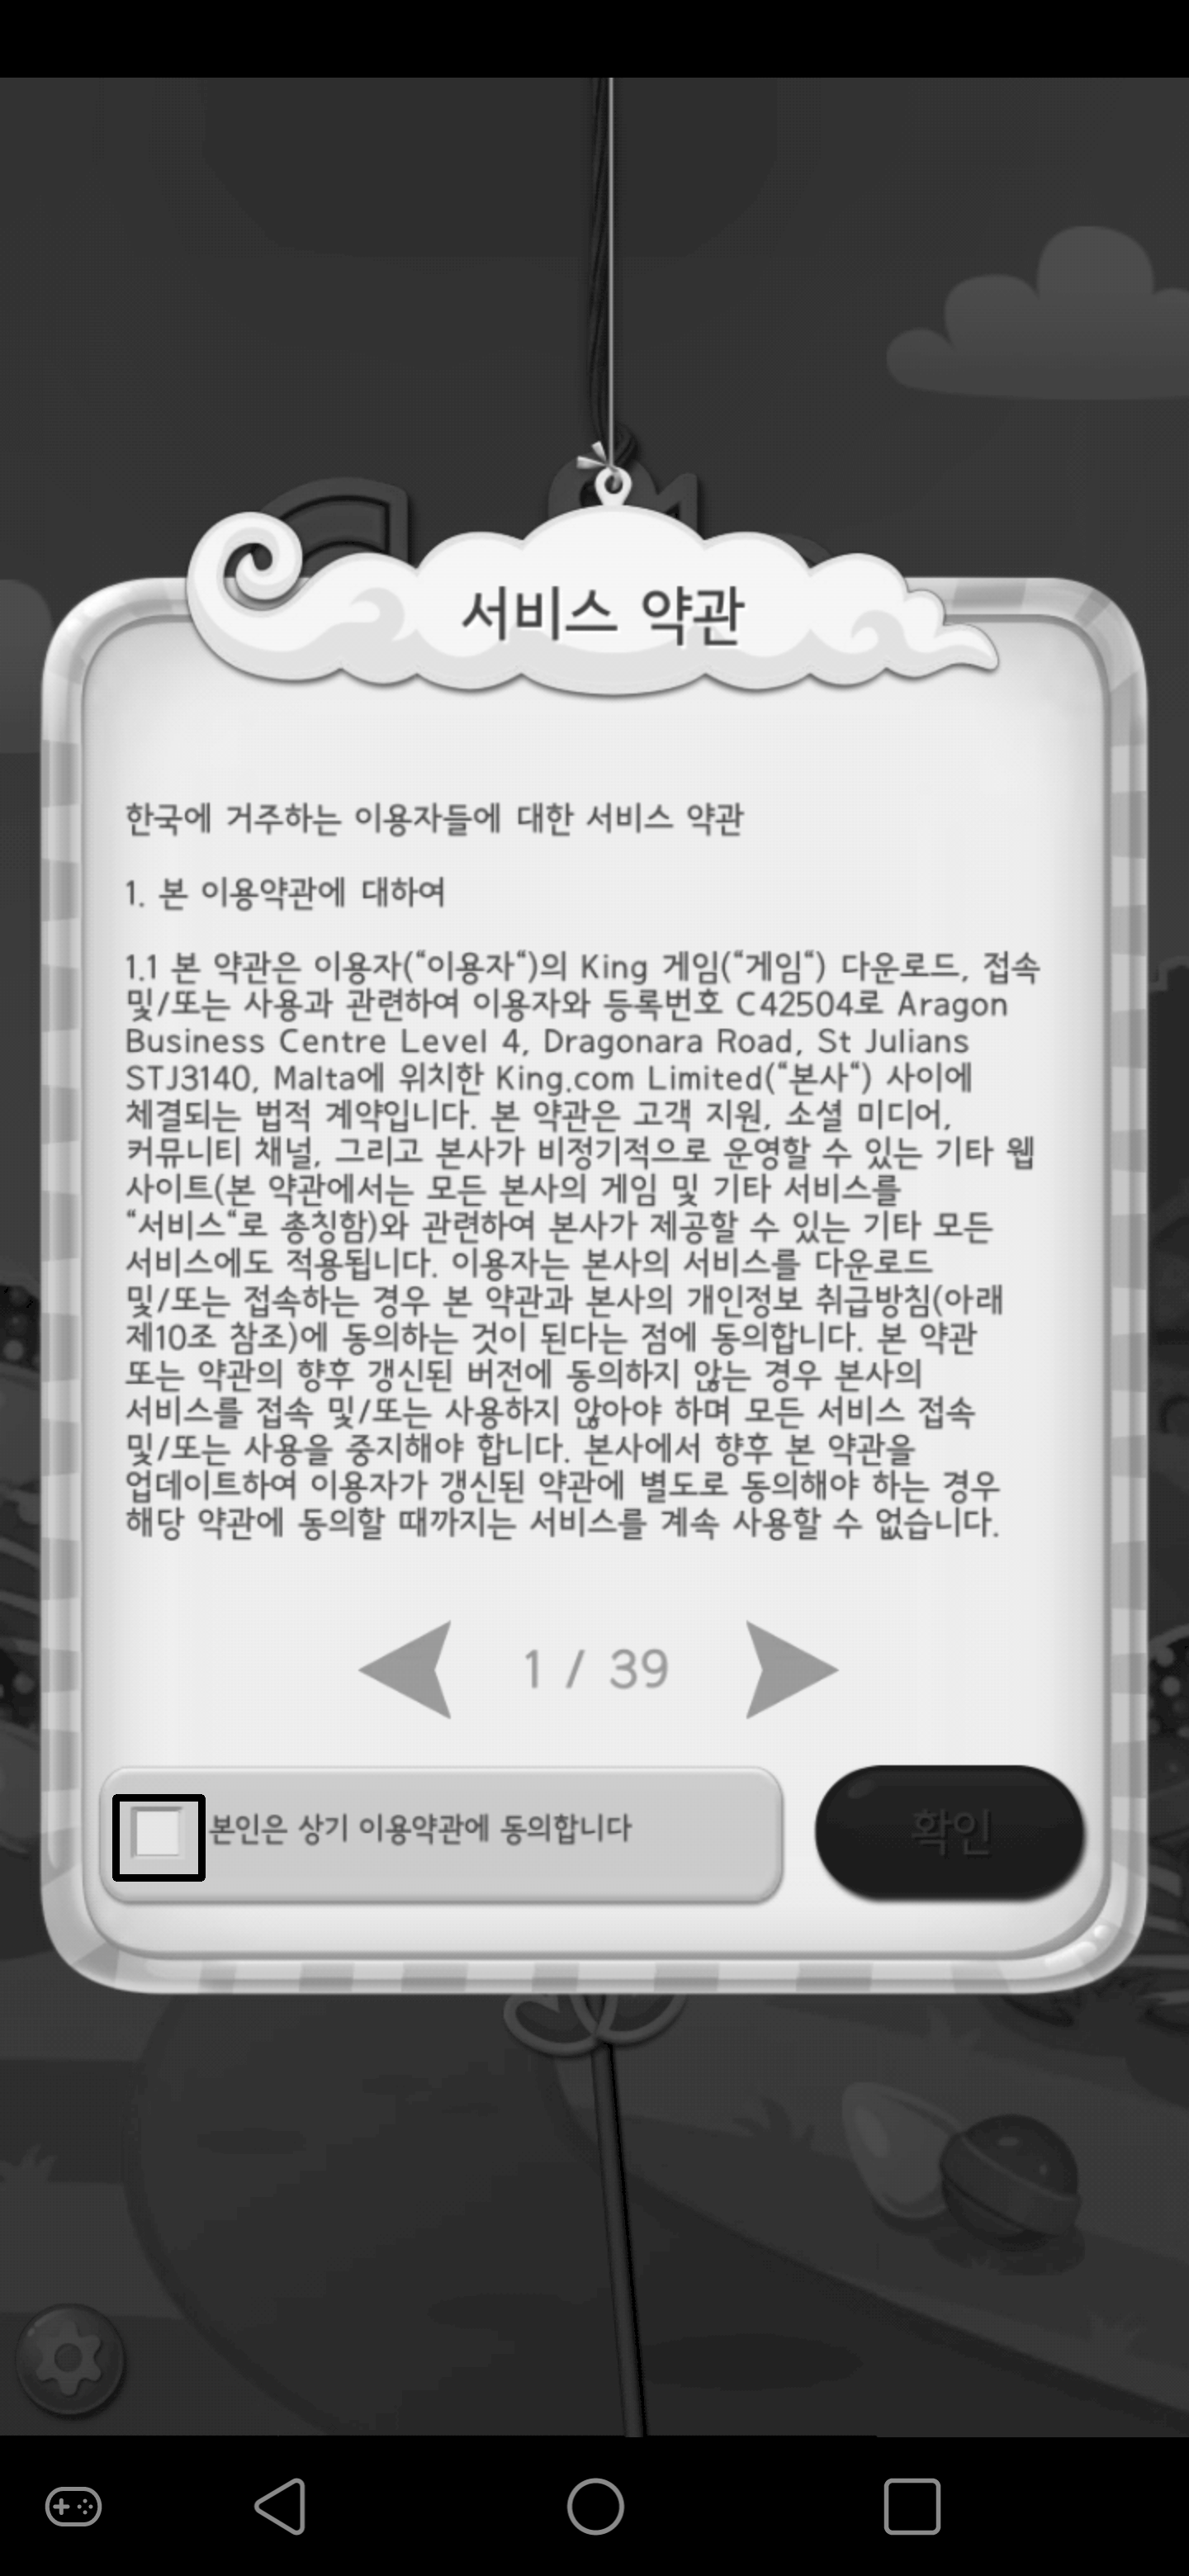 서비스 약관
한국에 거주하는 이용자들에 대한 서비스 약관
1. 본 이용약관에 대하여
1.1 본 약관은 이용자(“이용자“)의 King 게임(“게임“) 다운로드, 접속
및/또는 사용과 관련하여 이용자와 등록번호 C42504로 Aragon
Business Centre Level 4, Dragonara Road, St Julians
STJ3140, Malta에 위치한 King.com Limited(“본사“) 사이에
체결되는 법적 계약입니다. 본 약관은 고객 지원, 소셜 미디어,
커뮤니티 채널, 그리고 본사가 비정기적으로 운영할 수 있는 기타 웹
사이트(본 약관에서는 모든 본사의 게임 및 기타 서비스를
“서비스“로 총칭함)와 관련하여 본사가 제공할 수 있는 기타 모든
서비스에도 적용됩니다. 이용자는 본사의 서비스를 다운로드
및/또는 접속하는 경우 본 약관과 본사의 개인정보 취급방침(아래
제10조 참조)에 동의하는 것이 된다는 점에 동의합니다. 본 약관
또는 약관의 향후 갱신된 버전에 동의하지 않는 경우 본사의
서비스를 접속 및/또는 사용하지 않아야 하며 모든 서비스 접속
및/또는 사용을 중지해야 합니다. 본사에서 향후 본 약관을
업데이트하여 이용자가 갱신된 약관에 별도로 동의해야 하는 경우
해당 약관에 동의할 때까지는 서비스를 계속 사용할 수 없습니다.
1 / 39
본인은 상기 이용약관에 동의합니다
확인